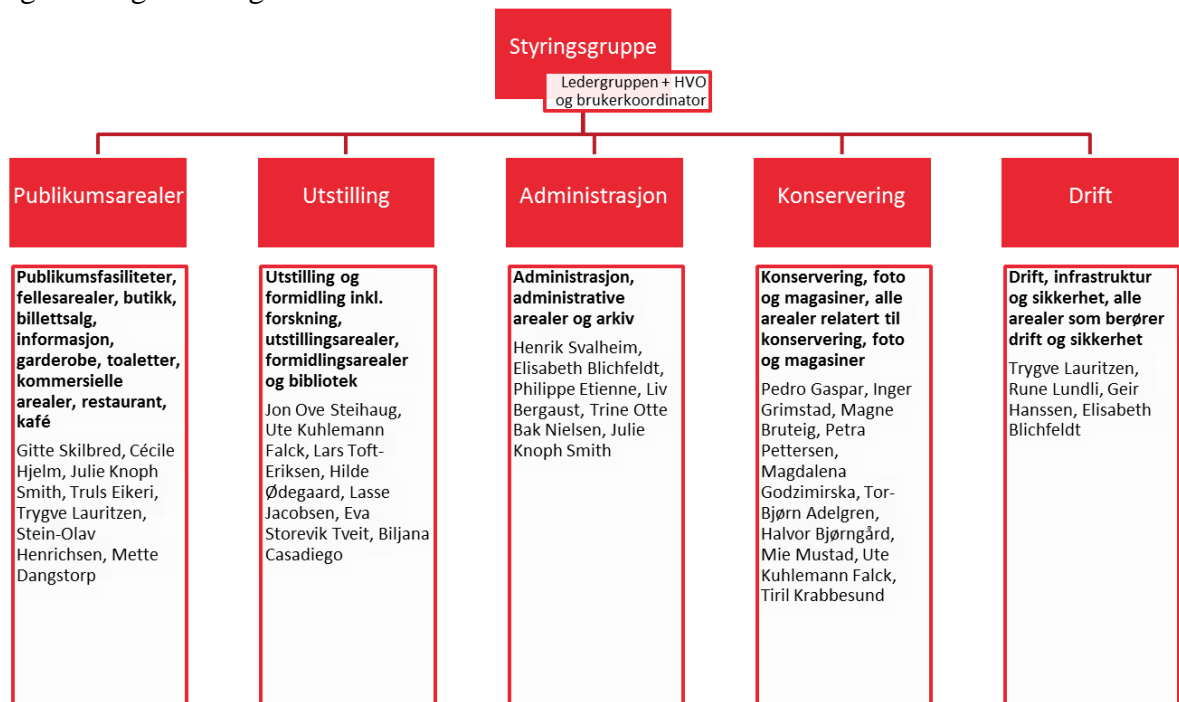 Styringsgruppe
Ledergruppen + HVO
og brukerkoordinator
Publikumsarealer
Publikumsfasiliteter,
fellesarealer, butikk,
billettsalg,
informasjon,
garderobe, toaletter,
kommersielle
arealer, restaurant,
kafé
Gitte Skilbred, Cécile
Hjelm, Julie Knoph
Smith, Truls Eikeri,
Trygve Lauritzen,
Stein-Olav
Henrichsen, Mette
Dangstorp
Utstilling
Utstilling og
formidling inkl.
forskning,
utstillingsarealer,
formidlingsarealer
og bibliotek
Jon Ove Steihaug,
Ute Kuhlemann
Falck, Lars Toft-
Eriksen, Hilde
Ødegaard, Lasse
Jacobsen, Eva
Storevik Tveit, Biljana
Casadiego
Administrasjon
Administrasjon,
administrative
arealer og arkiv
Henrik Svalheim,
Elisabeth Blichfeldt,
Philippe Etienne, Liv
Bergaust, Trine Otte
Bak Nielsen, Julie
Knoph Smith
Konservering
Konservering, foto
og magasiner, alle
arealer relatert til
konservering, foto
og magasiner
Pedro Gaspar, Inger
Grimstad, Magne
Bruteig, Petra
Pettersen,
Magdalena
Godzimirska, Tor-
Bjørn Adelgren,
Halvor Bjørngård,
Mie Mustad, Ute
Kuhlemann Falck,
Tiril Krabbesund
Drift
Drift, infrastruktur
og sikkerhet, alle
arealer som berører
drift og sikkerhet
Trygve Lauritzen,
Rune Lundli, Geir
Hanssen, Elisabeth
Blichfeldt